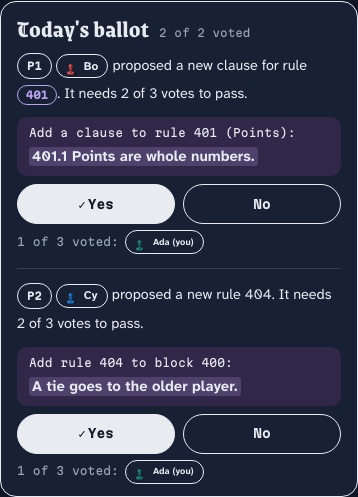 Today's ballot 2 of 2 voted
P1 Bo proposed a new clause for rule
401. It needs 2 of 3 votes to pass.
Add a clause to rule 401 (Points):
401.1 Points are whole numbers.
✓Yes No
1 of 3 voted: Ada (you)
P2 Cy proposed a new rule 404. It needs
2 of 3 votes to pass.
Add rule 404 to block 400:
A tie goes to the older player.
✓Yes No
1 of 3 voted: Ada (you)